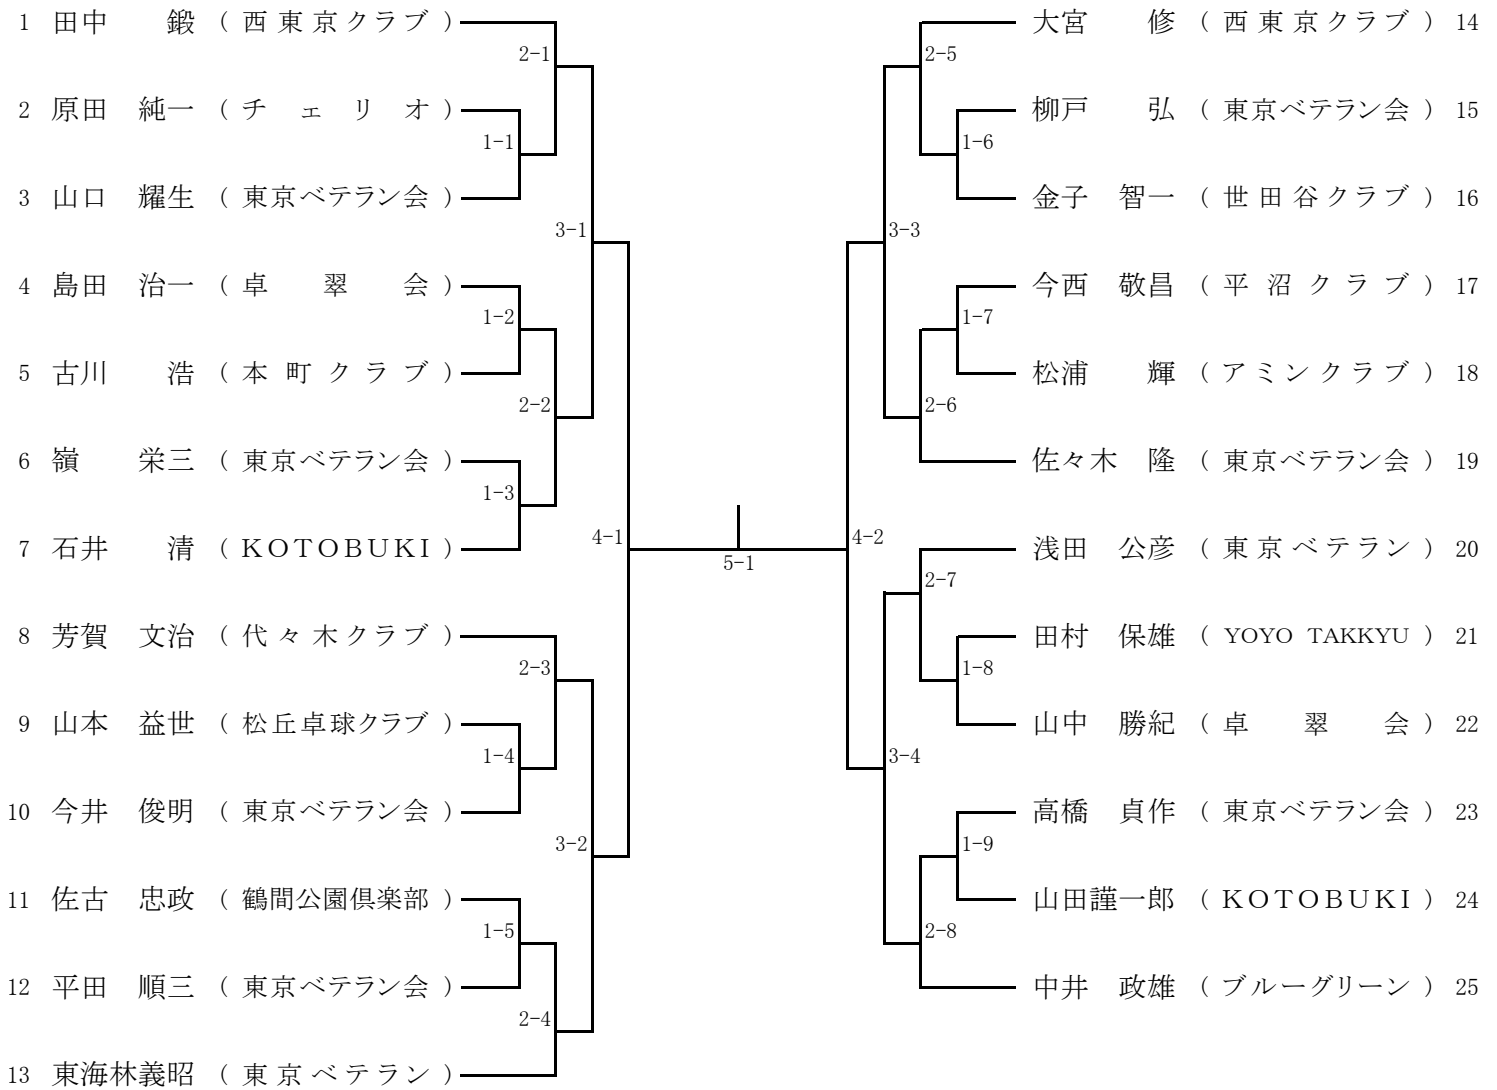 1 田中 鍛 (西東京クラブ)
2-1
2 原田 純一 (チェリオ)
1-1
3 山口 耀生 (東京ベテラン会)
3-1
4 島田 治一 (卓翠会)
1-2
5 古川 浩 (本町クラブ)
2-2
6 嶺 栄三 (東京ベテラン会)
1-3
4-1
7 石井 清 (KOTOBUKI)
8 芳賀 文治 (代々木クラブ)
2-3
9 山本 益世 (松丘卓球クラブ)
1-4
10 今井 俊明 (東京ベテラン会)
3-2
11 佐古 忠政 (鶴間公園倶楽部)
1-5
12 平田 順三 (東京ベテラン会)
2-4
13 東海林義昭 (東京ベテラン)
5-1
大宮 修 (西東京クラブ) 14
2-5
柳戸 弘 (東京ベテラン会) 15
1-6
金子 智一 (世田谷クラブ) 16
3-3
今西 敬昌 (平沼クラブ) 17
1-7
松浦 輝 (アミンクラブ) 18
2-6
佐々木 隆 (東京ベテラン会) 19
4-2
浅田 公彦 (東京ベテラン) 20
2-7
田村 保雄 (YOYO TAKKYU) 21
1-8
山中 勝紀 (卓翠会) 22
3-4
高橋 貞作 (東京ベテラン会) 23
1-9
山田謹一郎 (KOTOBUKI) 24
2-8
中井 政雄 (ブルーグリーン) 25